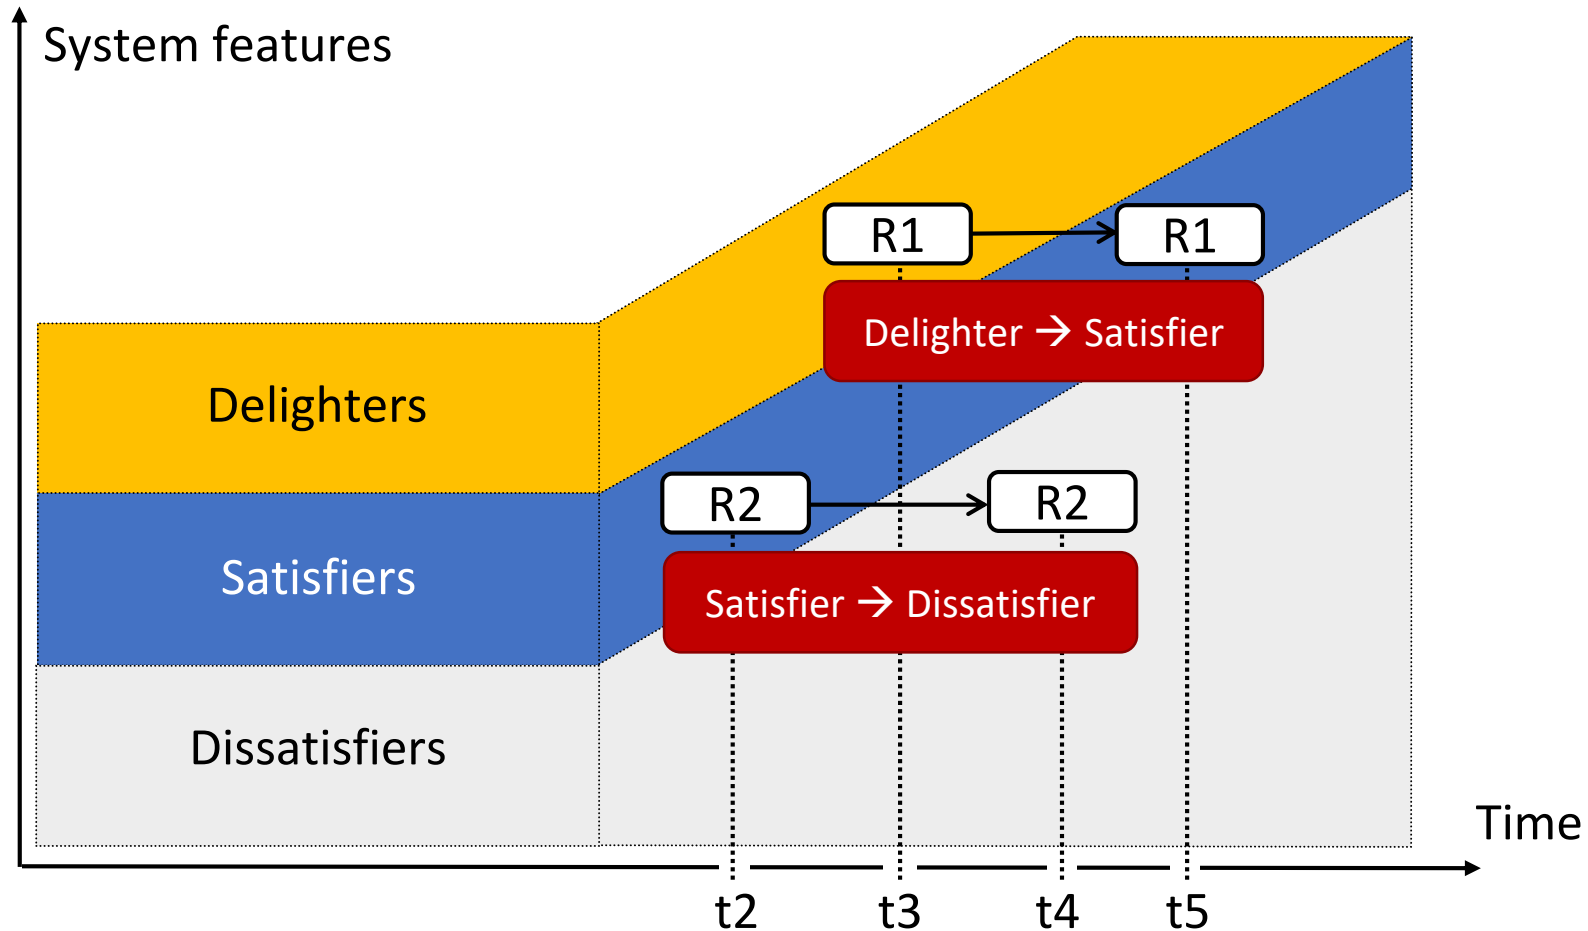 System features
R1
R1
Delighter → Satisfier
Delighters
R2
R2
Satisfiers
Satisfier → Dissatisfier
Dissatisfiers
Time
t2
t3
t4
t5